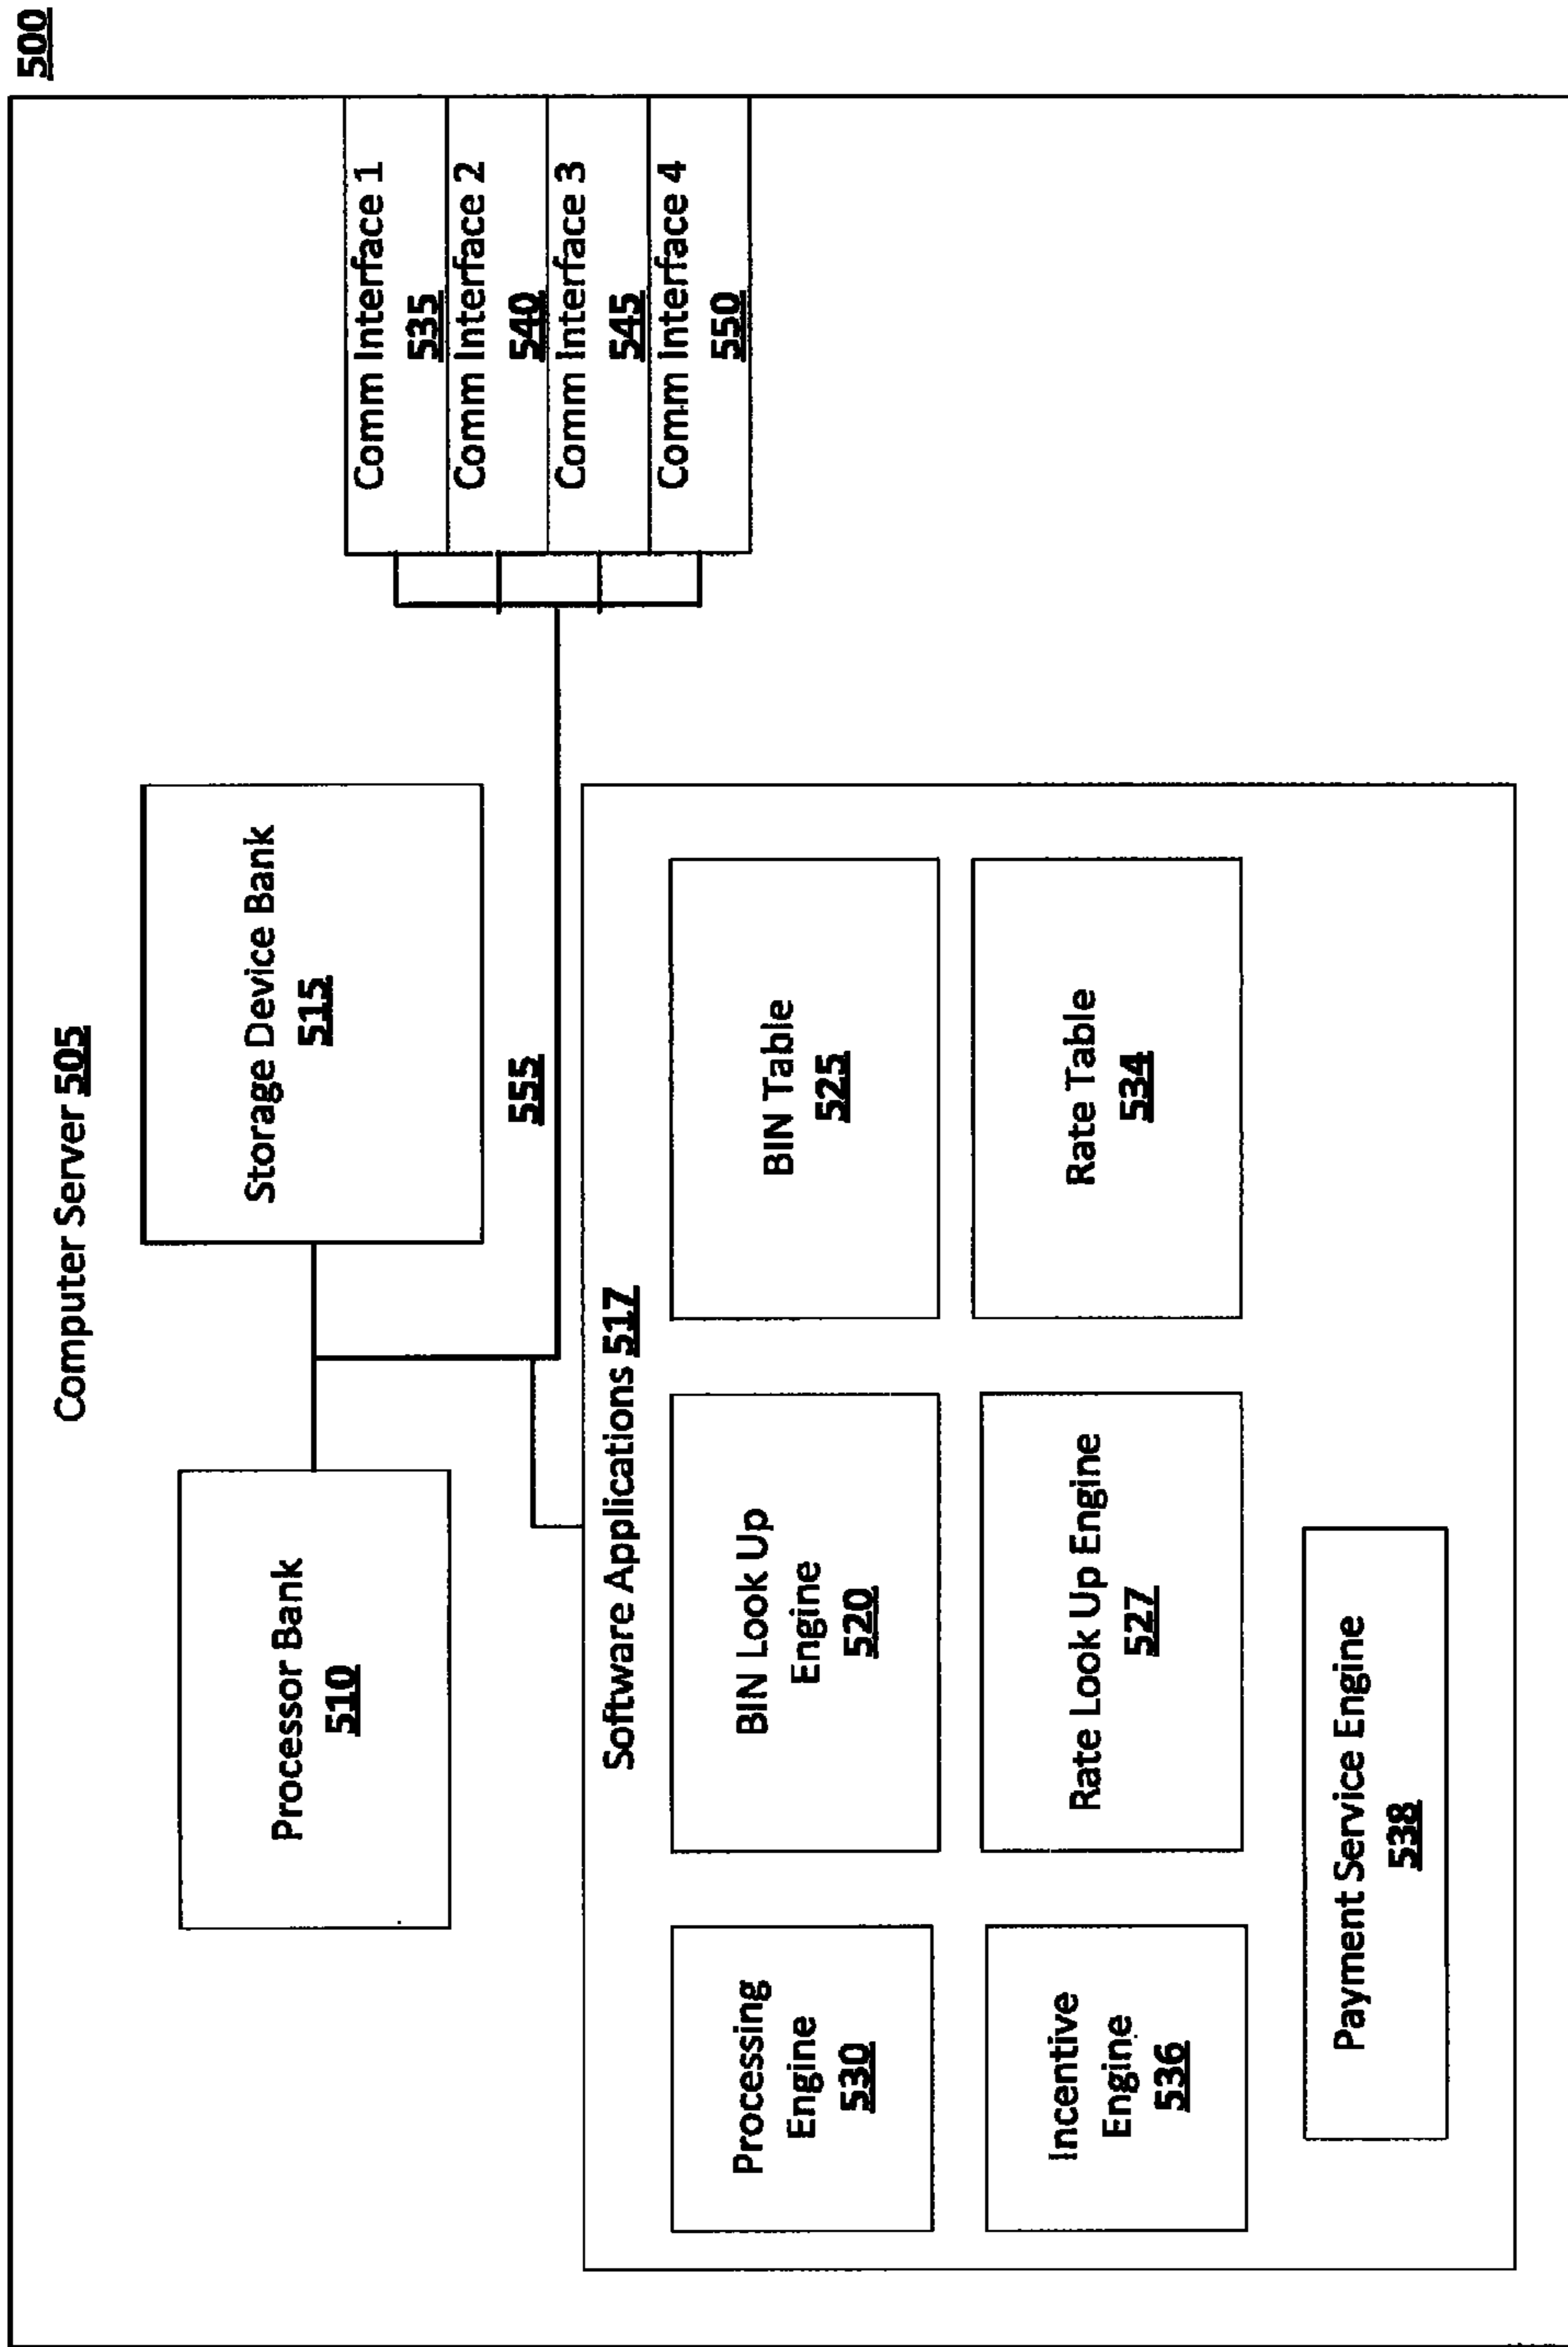 500
Computer Server 505
Processor Bank
510
Storage Device Bank
515
555
Comm Interface 1
535
Comm Interface 2
540
Comm Interface 3
545
Comm Interface 4
550
Software Applications 517
Processing
Engine
530
BIN Look Up
Engine
520
BIN Table
525
Incentive
Engine
536
Rate Look Up Engine
527
Rate Table
534
Payment Service Engine
538